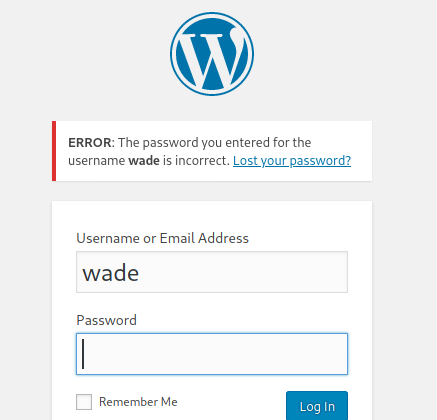 ERROR: The password you entered for the
username wade is incorrect. Lost your password?
Username or Email Address
wade
Password
Remember Me
Log In